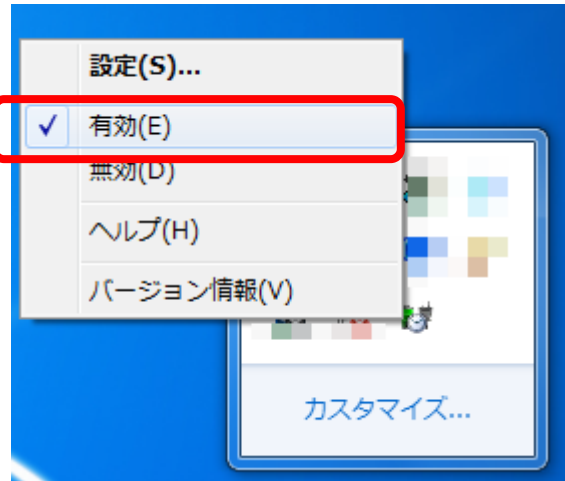 設定(S)...
有効(E)
無効(D)
ヘルプ(H)
バージョン情報(V)
カスタマイズ...